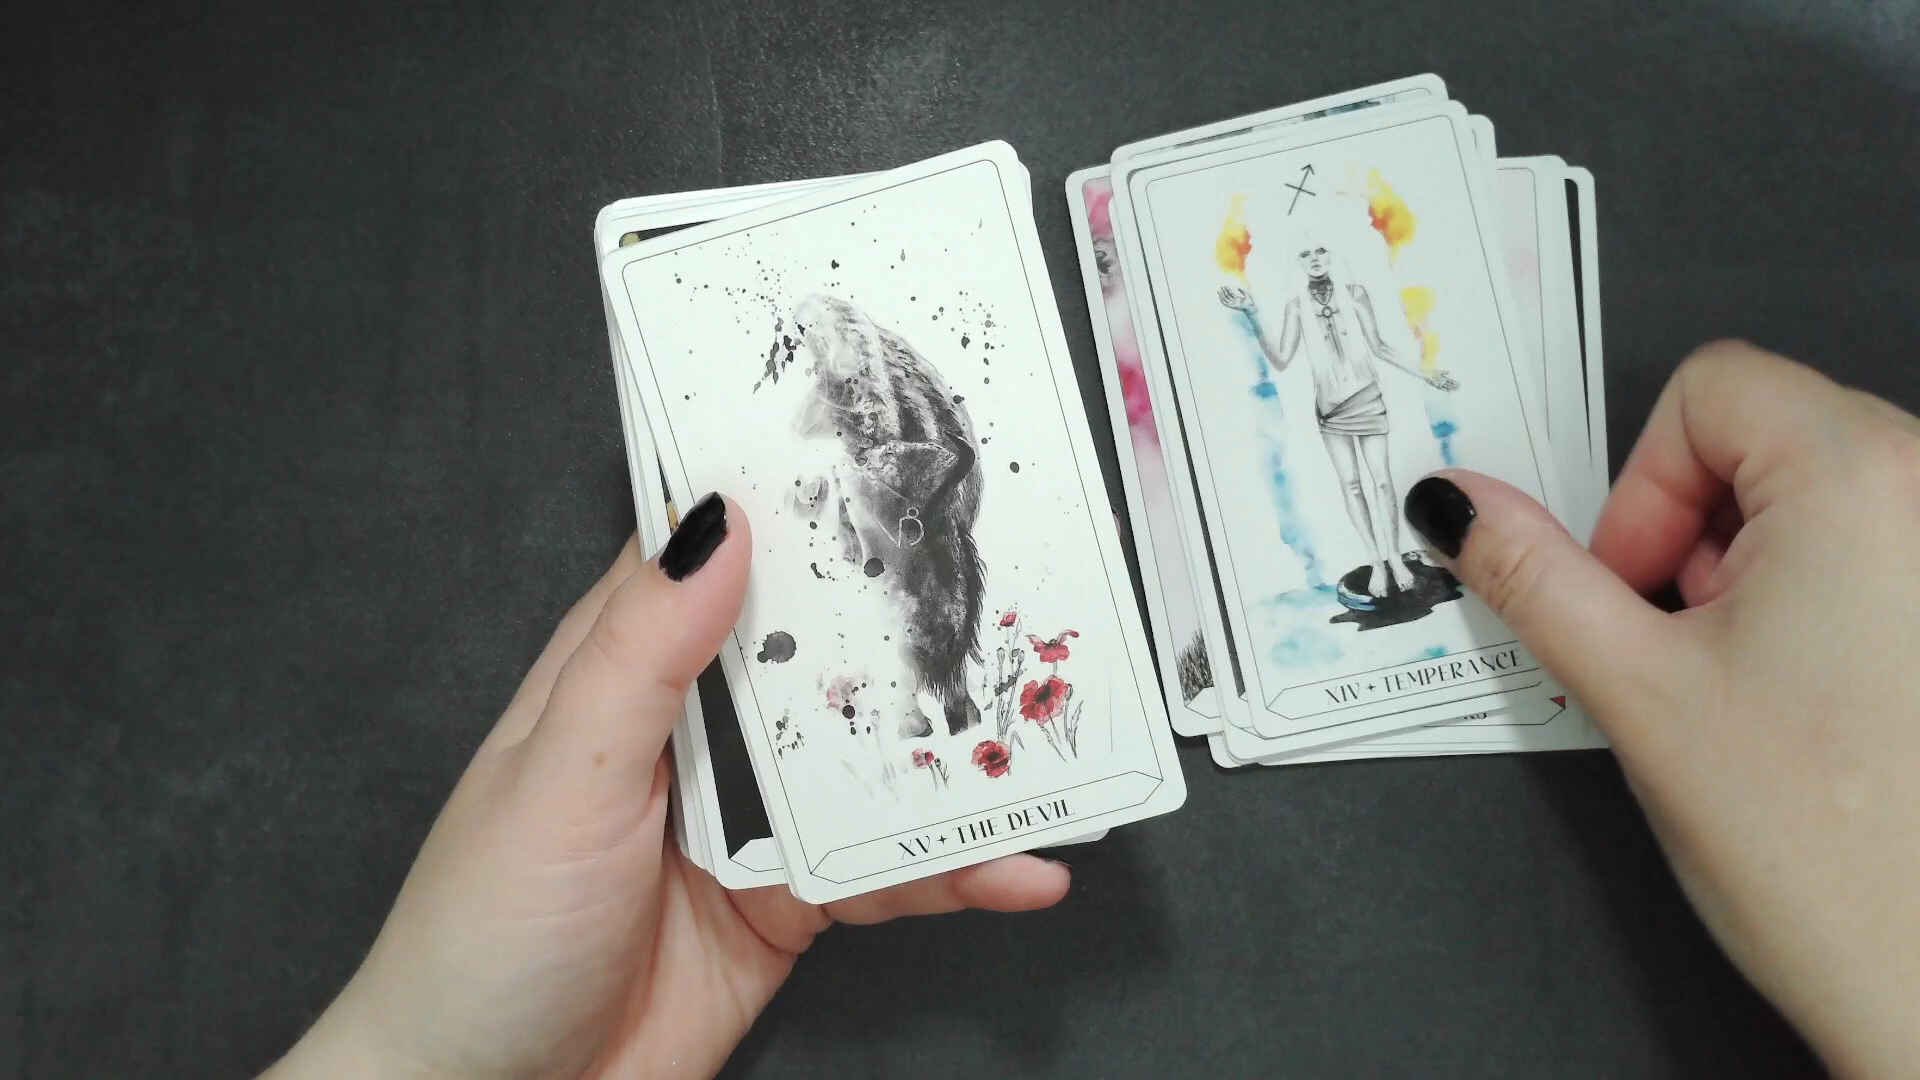 XV ✦ THE DEVIL
XIV ✦ TEMPERANCE